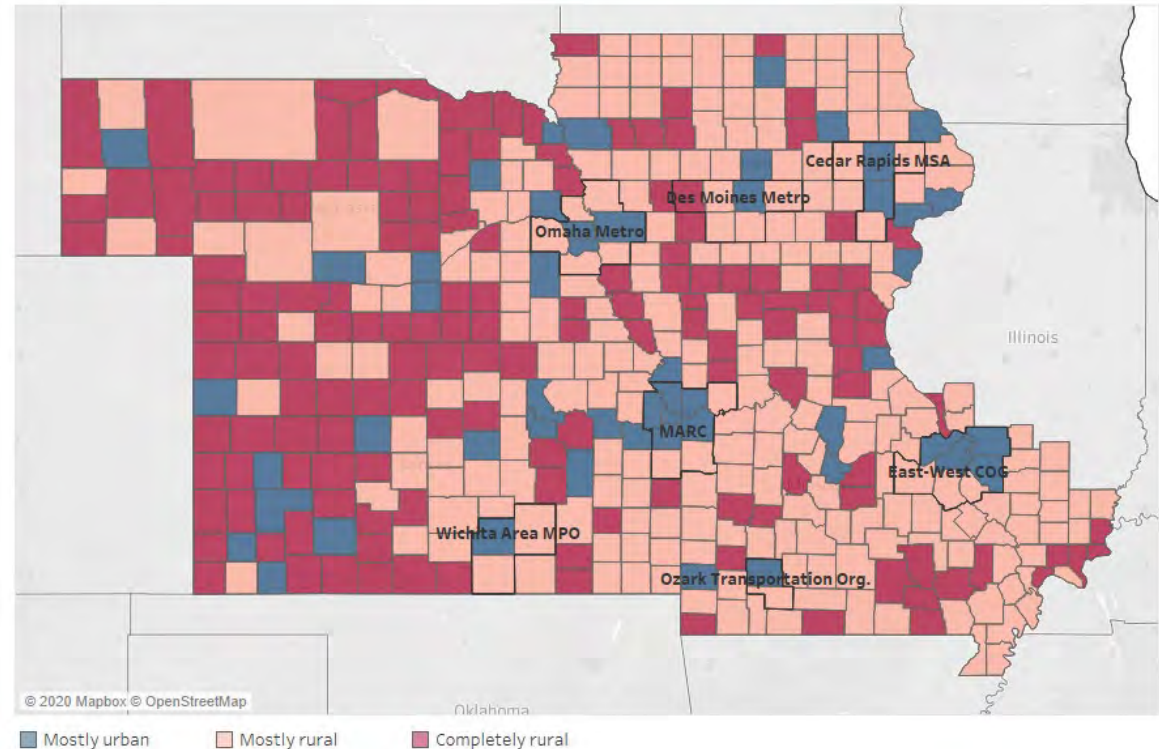 Cedar Rapids MSA
Des Moines Metro
Omaha Metro
Illinois
MARC
East-West COG
Wichita Area MPO
Ozark Transportation Org.
© 2020 Mapbox © OpenStreetMap
Oklahoma
Mostly urban
Mostly rural
Completely rural